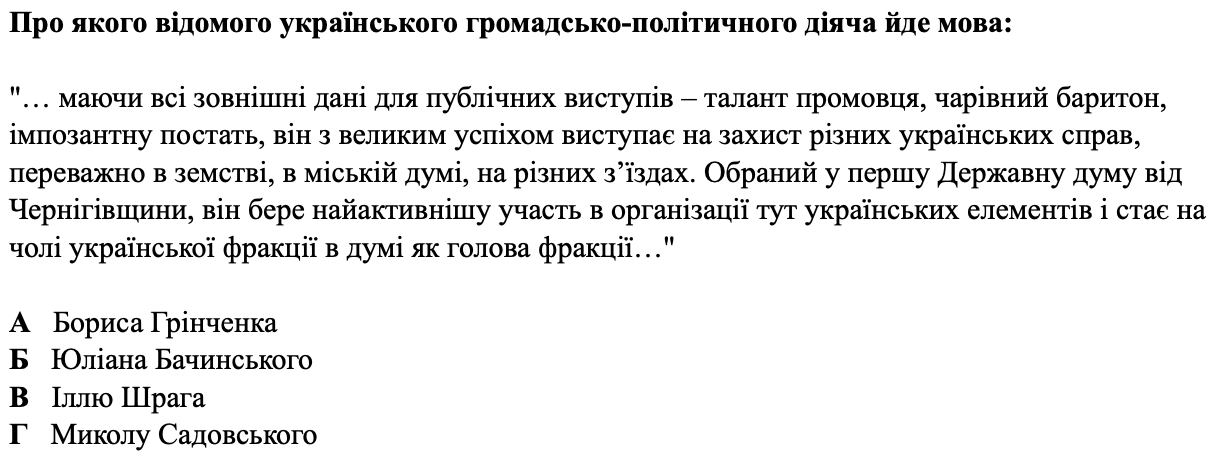 Про якого відомого українського громадсько-політичного діяча йде мова:
"… маючи всі зовнішні дані для публічних виступів – талант промовця, чарівний баритон,
імпозантну постать, він з великим успіхом виступає на захист різних українських справ,
переважно в земстві, в міській думі, на різних з’їздах. Обраний у першу Державну думу від
Чернігівщини, він бере найактивнішу участь в організації тут українських елементів і стає на
чолі української фракції в думі як голова фракції…"
А Бориса Грінченка
Б Юліана Бачинського
В Іллю Шрага
Г Миколу Садовського